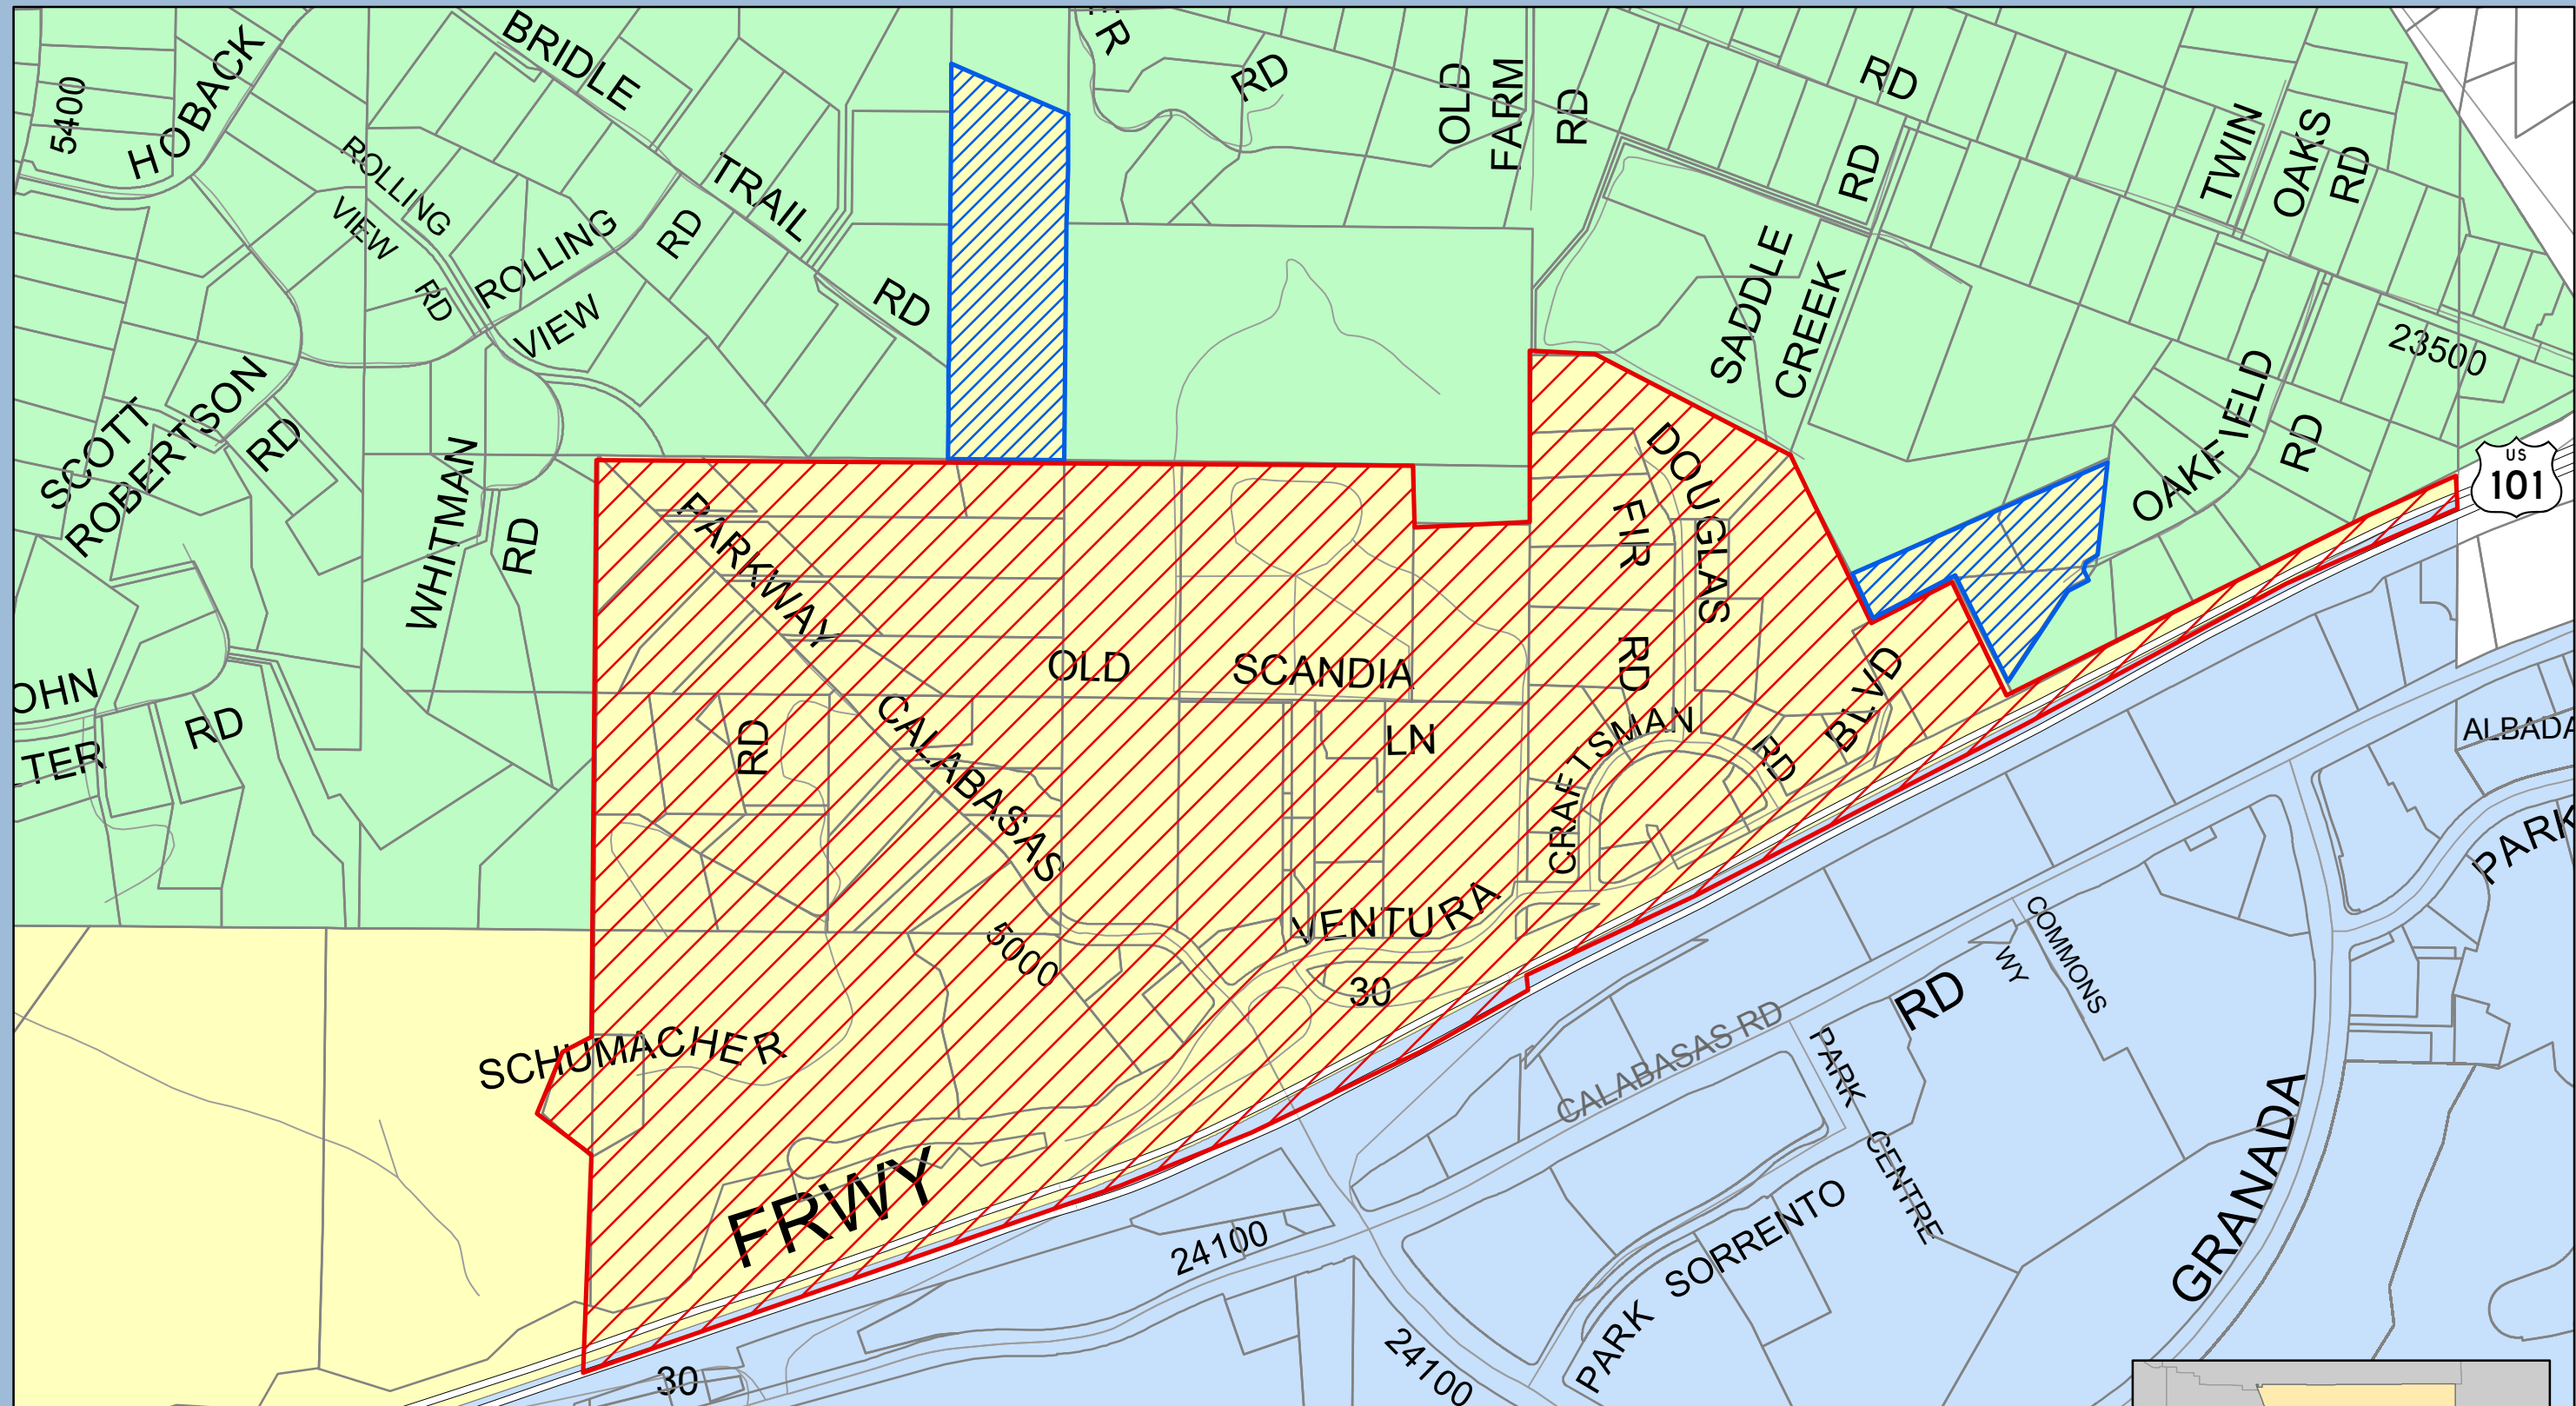 5400
HOBACK
BRIDLE
TRAIL
RD
ER
RD
OLD
FARM
RD
RD
RD
TWIN
OAKS
RD
ROLLING
VIEW
RD
ROLLING
VIEW
RD
SADDLE
CREEK
23500
SCOTT
ROBERTSON
RD
WHITMAN
RD
OAKFIELD
RD
US
101
PARKWAY
CALABASAS
DOUGLAS
FIR
RD
OLD
SCANDIA
LN
RD
CRAFTSMAN
RD
BLVD
VENTURA
OHN
TER
RD
5000
30
SCHUMACHER
FRWY
ALBADA
PARK
COMMONS
WY
RD
CALABASAS RD
PARK
CENTRE
SORRENTO
PARK
GRANADA
24100
24100
30